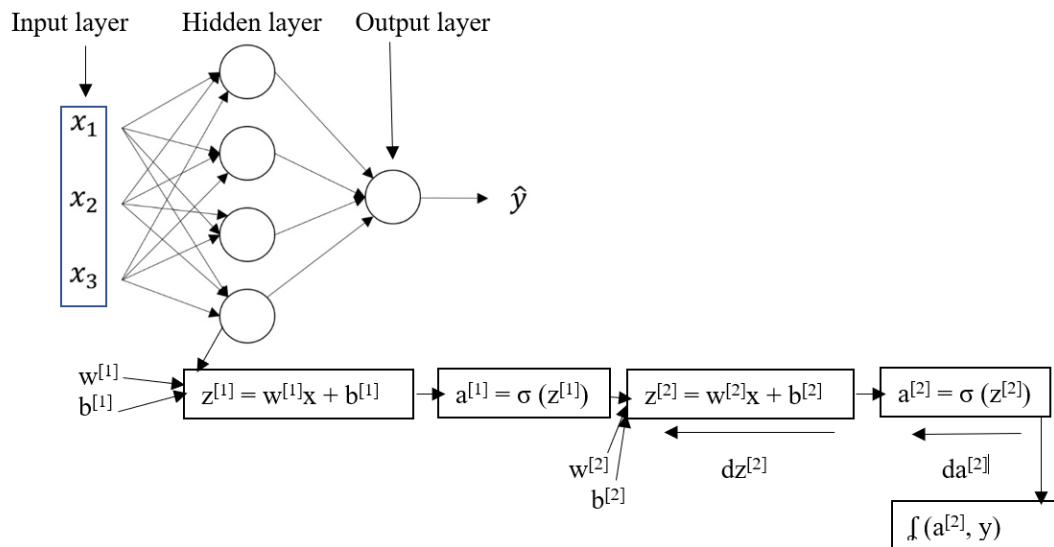 Input layer
Hidden layer
Output layer
x₁
x₂
x₃
ŷ
w[1]
b[1]
z[1] = w[1]x + b[1]
a[1] = σ (z[1])
z[2] = w[2]x + b[2]
a[2] = σ (z[2])
w[2]
b[2]
dz[2]
da[2]
ʆ (a[2], y)